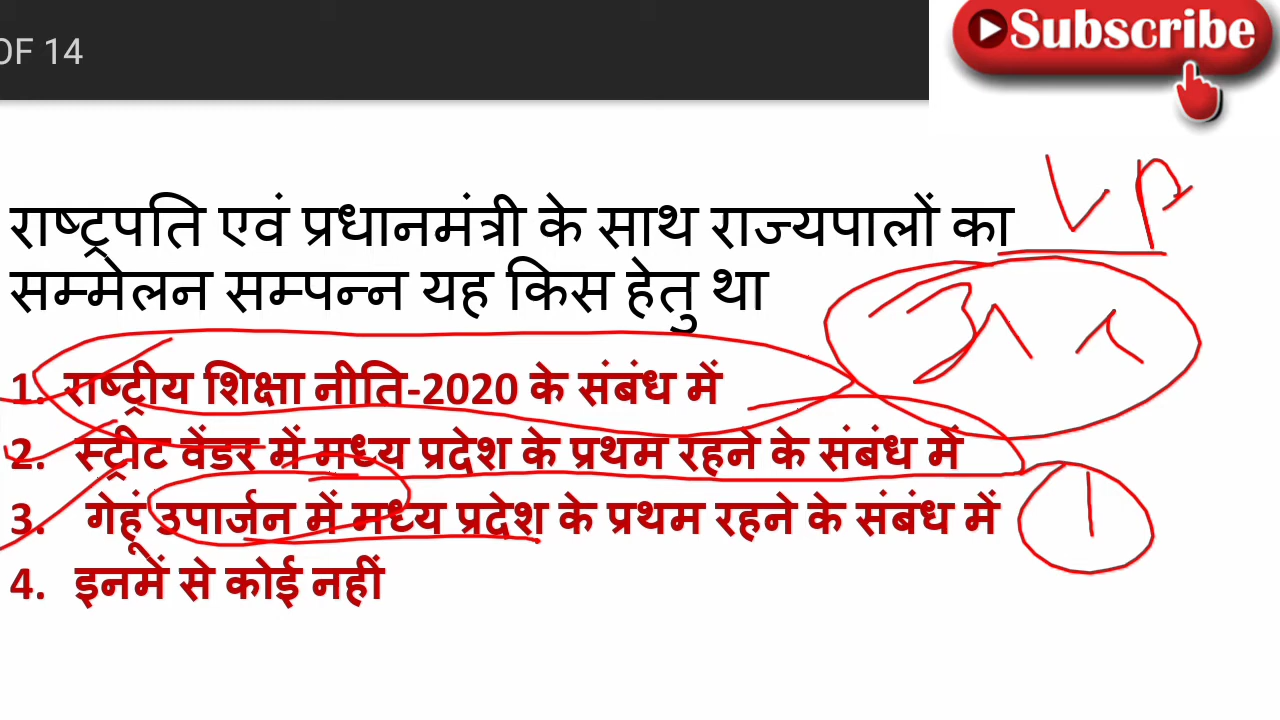 OF 14
Subscribe
राष्ट्रपति एवं प्रधानमंत्री के साथ राज्यपालों का
सम्मेलन सम्पन्न यह किस हेतु था
1. राष्ट्रीय शिक्षा नीति-2020 के संबंध में
2. स्ट्रीट वेंडर में मध्य प्रदेश के प्रथम रहने के संबंध में
3. गेहूं उपार्जन में मध्य प्रदेश के प्रथम रहने के संबंध में
4. इनमें से कोई नहीं